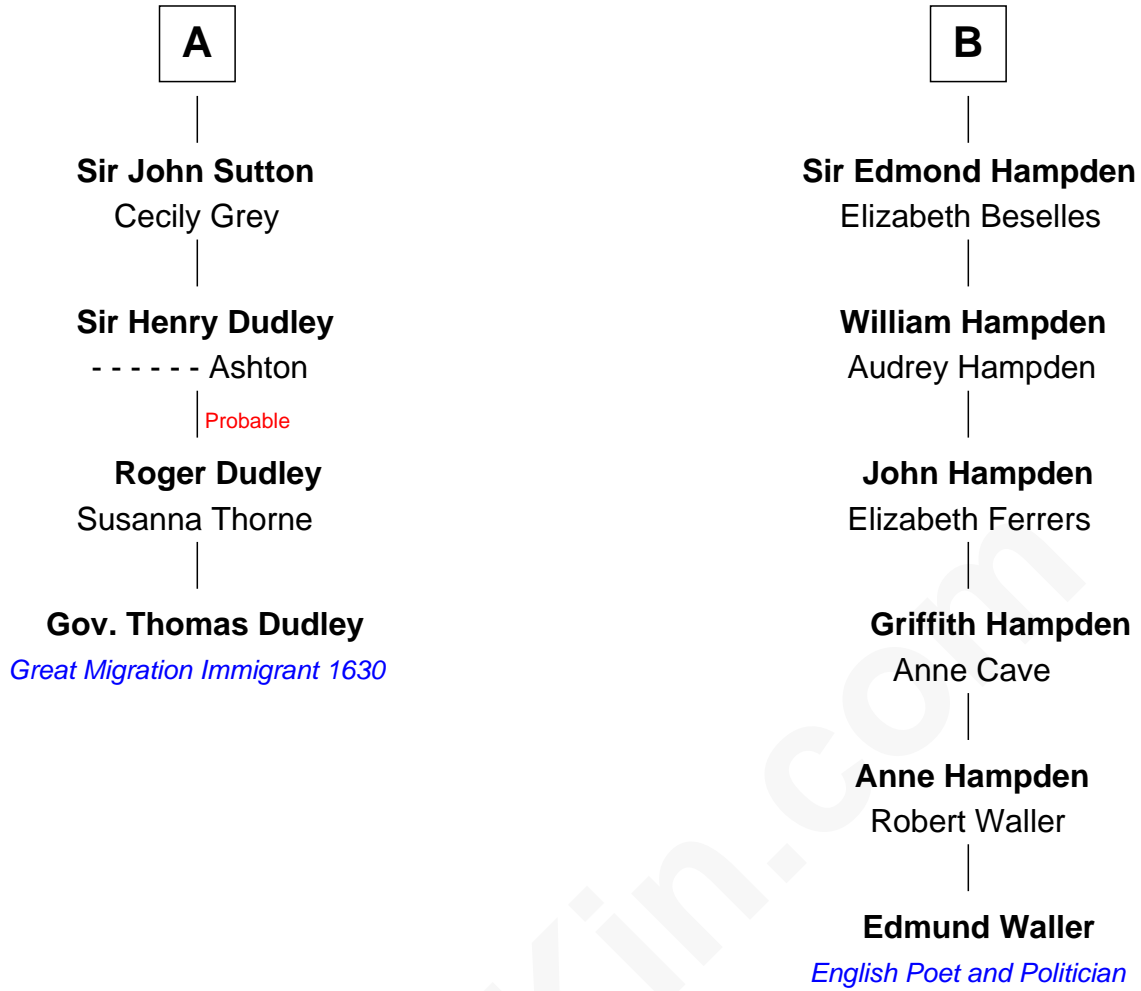 A
Sir John Sutton
Cecily Grey
Sir Henry Dudley
- - - - - - Ashton
Probable
Roger Dudley
Susanna Thorne
Gov. Thomas Dudley
Great Migration Immigrant 1630
B
Sir Edmond Hampden
Elizabeth Beselles
William Hampden
Audrey Hampden
John Hampden
Elizabeth Ferrers
Griffith Hampden
Anne Cave
Anne Hampden
Robert Waller
Edmund Waller
English Poet and Politician
Kin.com